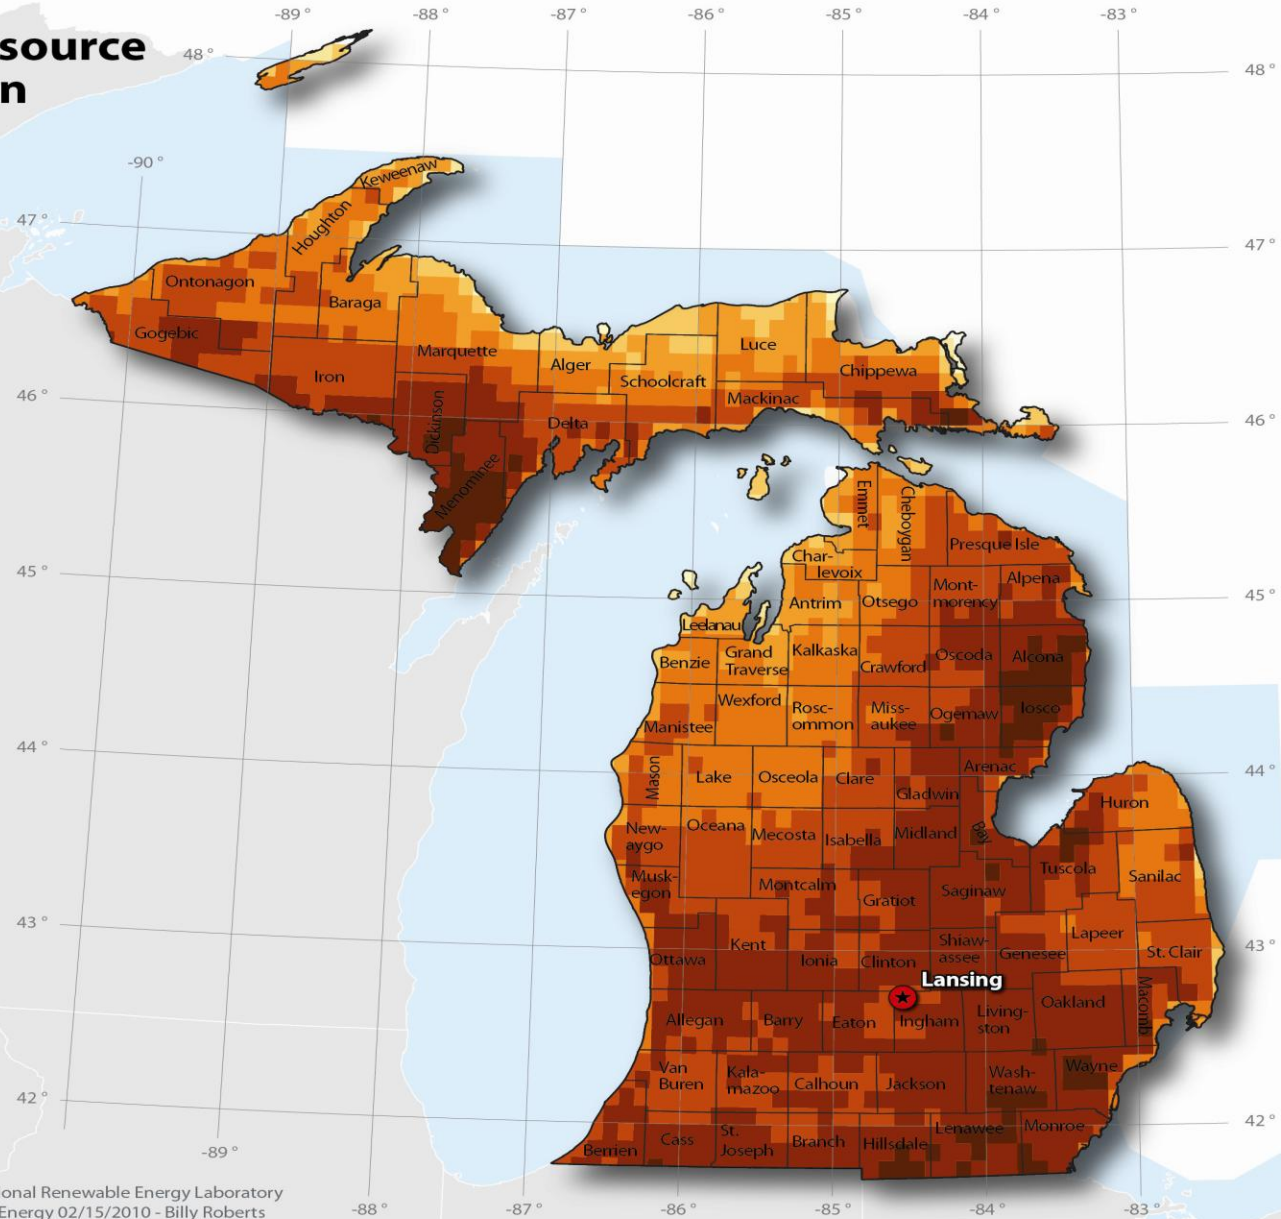 source
n
-89 °
-88 °
-87 °
-86 °
-85 °
-84 °
-83 °
48 °
48 °
-90 °
47 °
47 °
46 °
46 °
45 °
45 °
44 °
44 °
43 °
43 °
42 °
42 °
Keweenaw
Houghton
Ontonagon
Baraga
Gogebic
Marquette
Iron
Alger
Luce
Schoolcraft
Chippewa
Mackinac
Dickinson
Delta
Menominee
Emmet
Cheboygan
Presque Isle
Char-
levoix
Alpena
Antrim
Otsego
Mont-
morency
Leelanau
Benzie
Grand
Traverse
Kalkaska
Crawford
Oscoda
Alcona
Manistee
Wexford
Rosc-
ommon
Miss-
aukee
Ogemaw
Iosco
Mason
Lake
Osceola
Clare
Gladwin
Arenac
Huron
New-
aygo
Oceana
Mecosta
Isabella
Midland
Bay
Tuscola
Sanilac
Musk-
egon
Montcalm
Gratiot
Saginaw
Ottawa
Kent
Ionia
Clinton
Shiaw-
assee
Genesee
Lapeer
St. Clair
Lansing
Allegan
Barry
Eaton
Ingham
Living-
ston
Oakland
Macomb
Van
Buren
Kala-
mazoo
Calhoun
Jackson
Wash-
tenaw
Wayne
Berrien
Cass
St.
Joseph
Branch
Hillsdale
Lenawee
Monroe
-89 °
-88 °
-87 °
-86 °
-85 °
-84 °
-83 °
onal Renewable Energy Laboratory
Energy 02/15/2010 - Billy Roberts